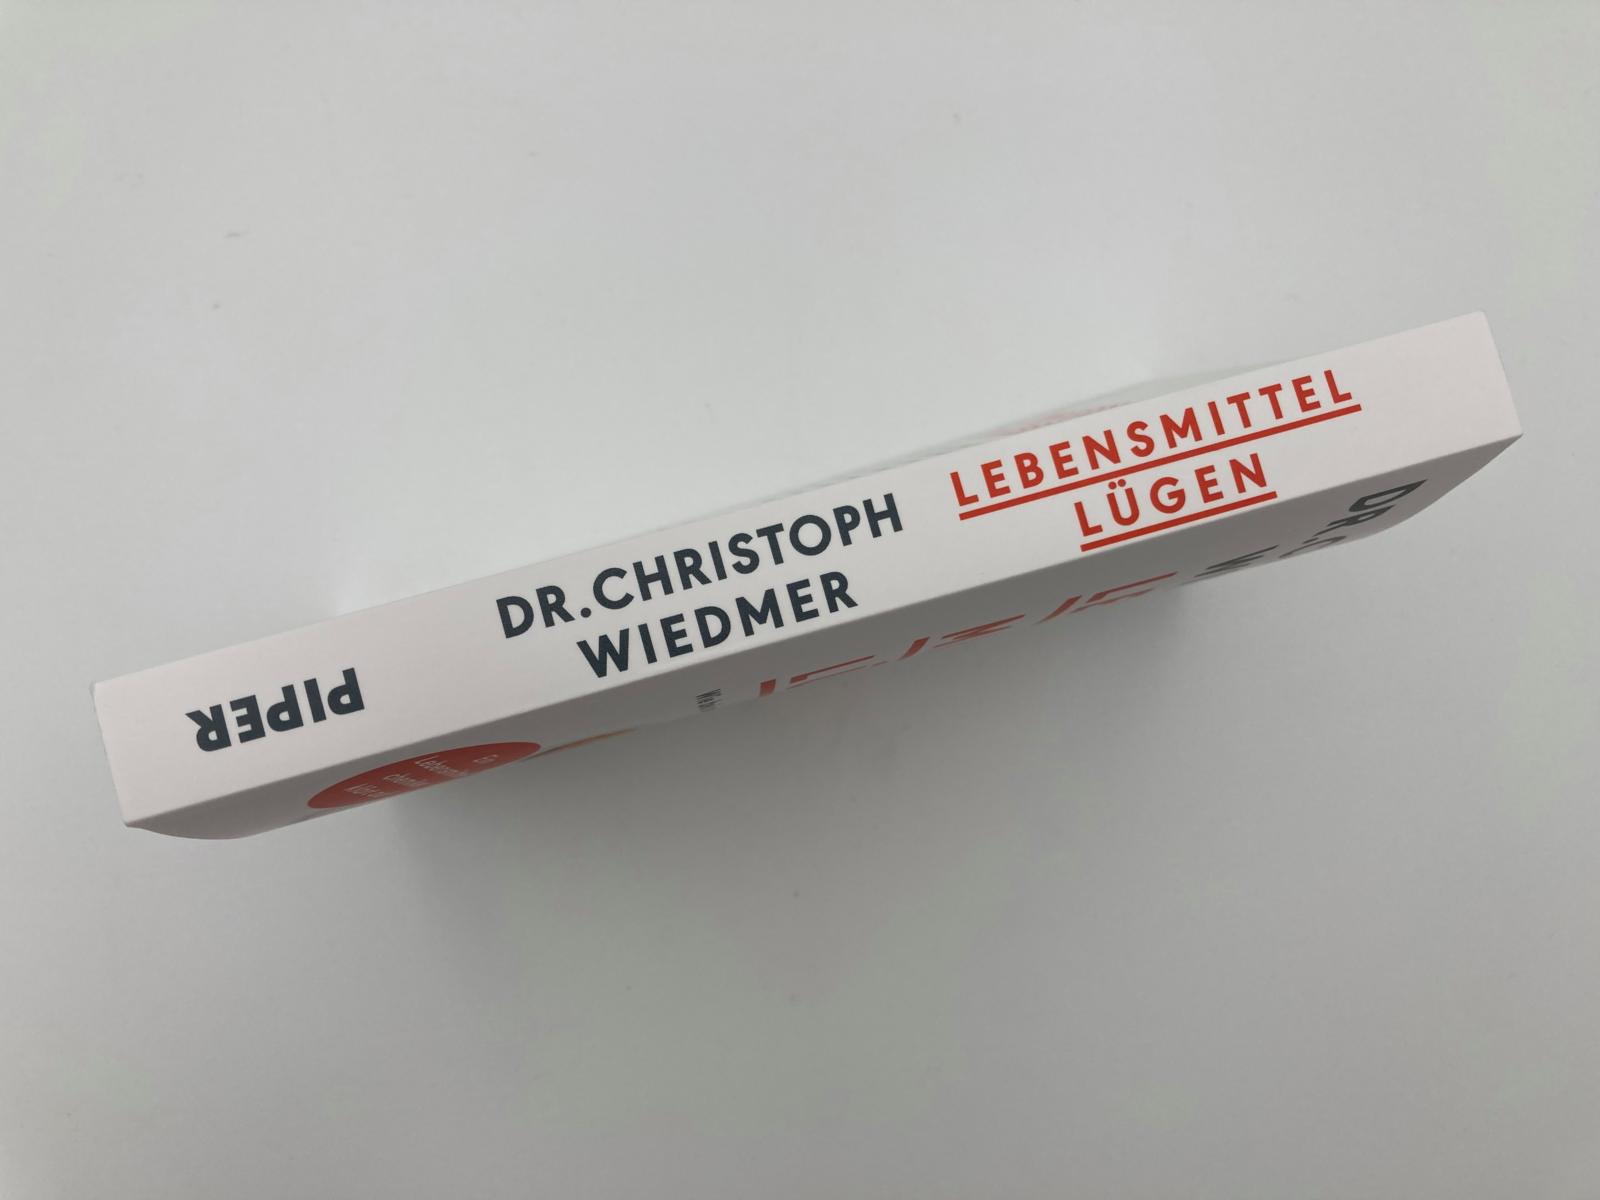 DR. CHRISTOPH
WIEDMER
LEBENSMITTEL
LÜGEN
PIPER